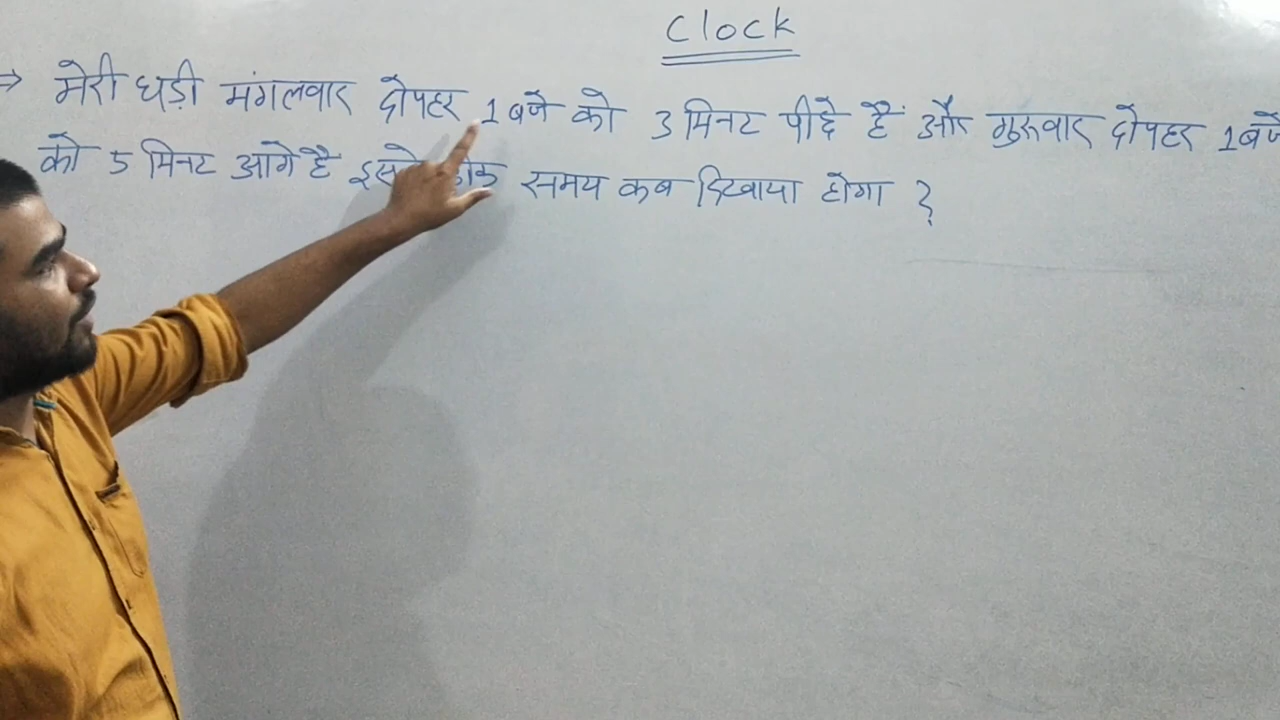 Clock
⇒ मेरी घड़ी मंगलवार दोपहर 1 बजे को 3 मिनट पीछे हैं और गुरूवार दोपहर 1 बजे
को 5 मिनट आगे है समय कब दिखाया होगा ?